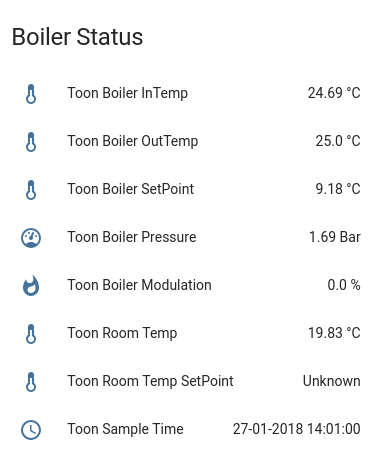 Boiler Status
Toon Boiler InTemp 24.69 °C
Toon Boiler OutTemp 25.0 °C
Toon Boiler SetPoint 9.18 °C
Toon Boiler Pressure 1.69 Bar
Toon Boiler Modulation 0.0 %
Toon Room Temp 19.83 °C
Toon Room Temp SetPoint Unknown
Toon Sample Time 27-01-2018 14:01:00